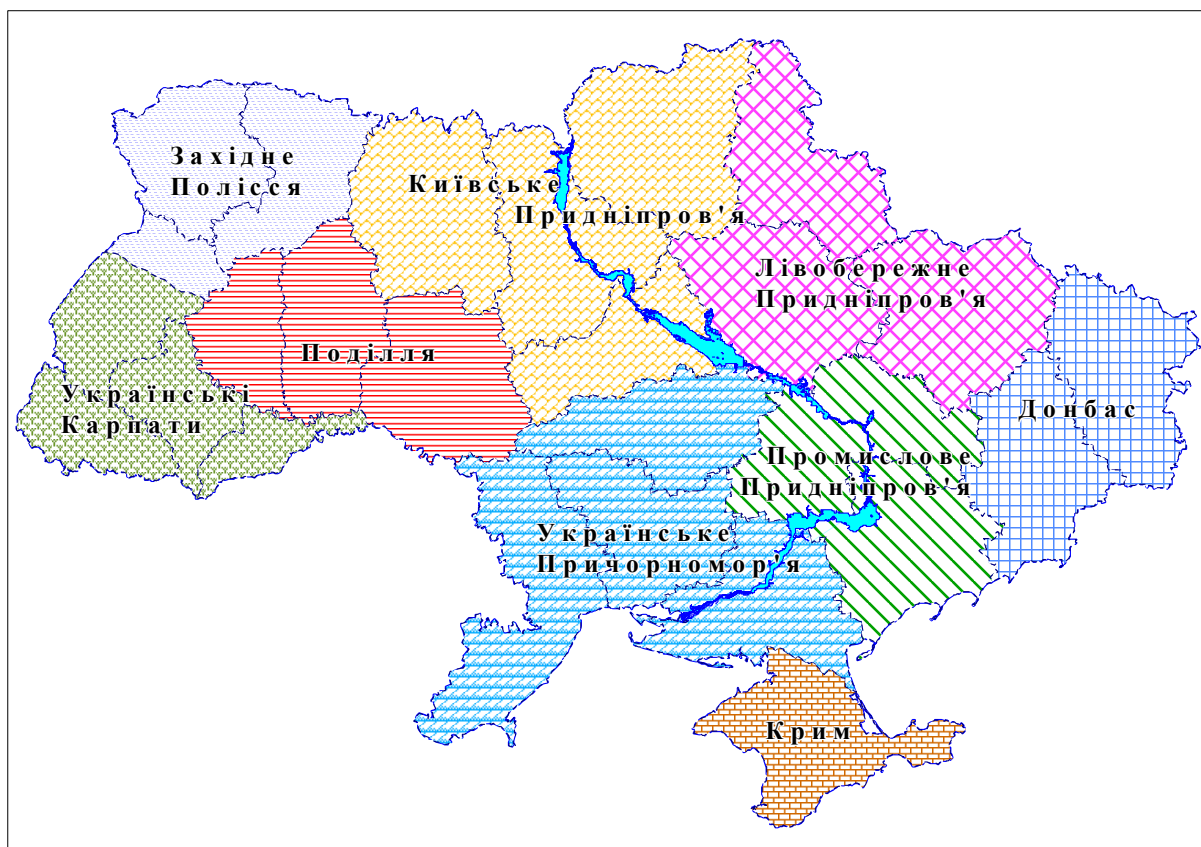 Західне
Полісся
Київське
Придніпров'я
Лівобережне
Придніпров'я
Поділля
Українські
Карпати
Донбас
Промислове
Придніпров'я
Українське
Причорномор'я
Крим